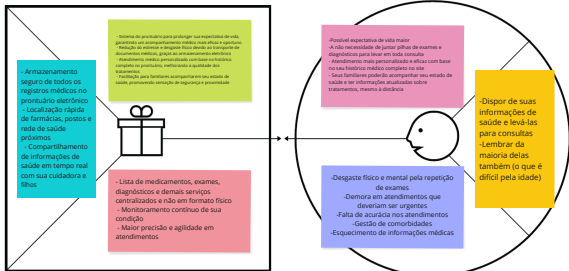 - Sistema do prontuário para prolongar sua expectativa de vida,
garantindo um acompanhamento médico mais eficaz e oportuno
- Redução do estresse e desgaste físico devido ao transporte de
documentos médicos, graças ao armazenamento eletrônico
- Atendimento médico personalizado com base no histórico
completo no prontuário, melhorando a qualidade dos
tratamentos
- Facilitação para familiares acompanharem seu estado de
saúde, promovendo sensação de segurança e proximidade
- Armazenamento
seguro de todos os
registros médicos no
prontuário eletrônico
- Localização rápida
de farmácias, postos e
rede de saúde
próximos
- Compartilhamento
de informações de
saúde em tempo real
com sua cuidadora e
filhos
- Lista de medicamentos, exames,
diagnósticos e demais serviços
centralizados e não em formato físico
- Monitoramento contínuo de sua
condição
- Maior precisão e agilidade em
atendimentos
-Possível expectativa de vida maior
-A não necessidade de juntar pilhas de exames e
diagnósticos para levar em toda consulta
- Atendimento mais personalizado e eficaz com base
no seu histórico médico completo no site
- Seus familiares poderão acompanhar seu estado de
saúde e ter informações atualizadas sobre
tratamentos, mesmo à distância
-Dispor de suas
informações de
saúde e levá-las
para consultas
-Lembrar da
maioria delas
também (o que é
difícil pela idade)
-Desgaste físico e mental pela repetição
de exames
-Demora em atendimentos que
deveriam ser urgentes
-Falta de acurácia nos atendimentos
-Gestão de comorbidades
-Esquecimento de informações médicas